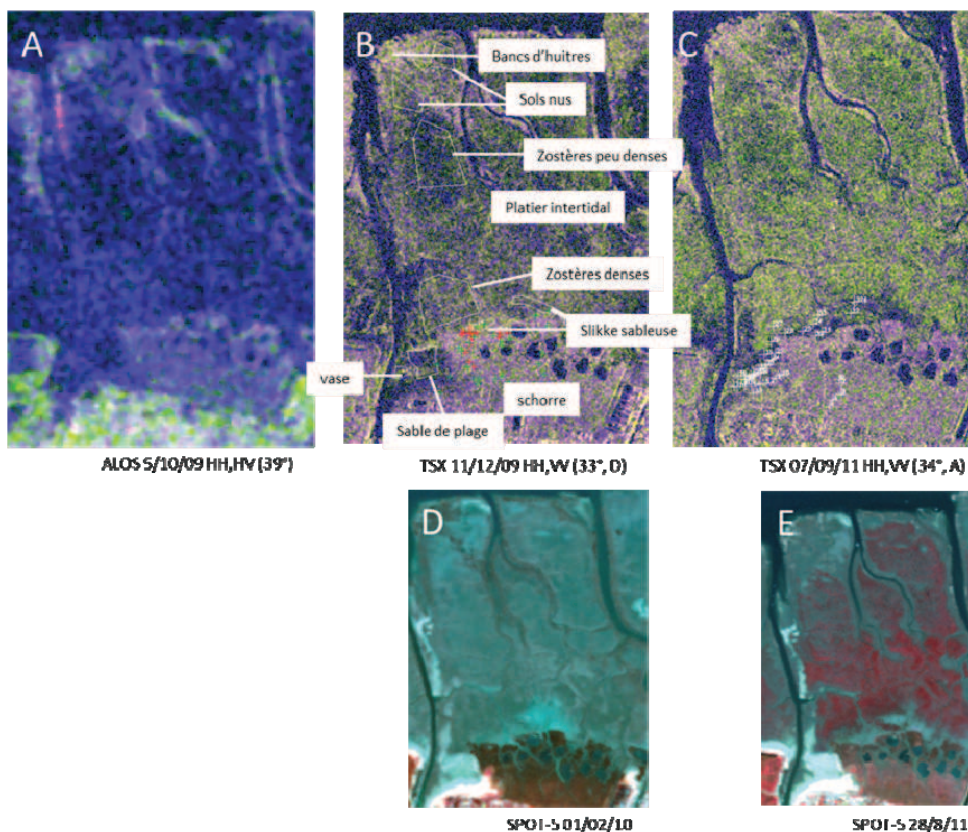 A
B
C
Bancs d'huitres
Sols nus
Zostères peu denses
Platier intertidal
Zostères denses
Slikke sableuse
vase
schorre
Sable de plage
ALOS 5/10/09 HH,HV (39°)
TSX 11/12/09 HH,VV (33°, D)
TSX 07/09/11 HH,VV (34°, A)
D
E
SPOT-5 01/02/10
SPOT-5 28/8/11